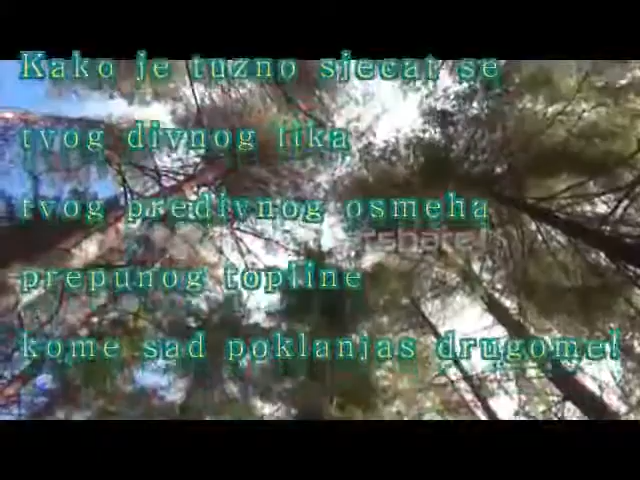 Kako je tuzno sjecat se
tvog divnog lika
tvog predivnog osmeha
prepunog topline
kome sad poklanjas drugome!